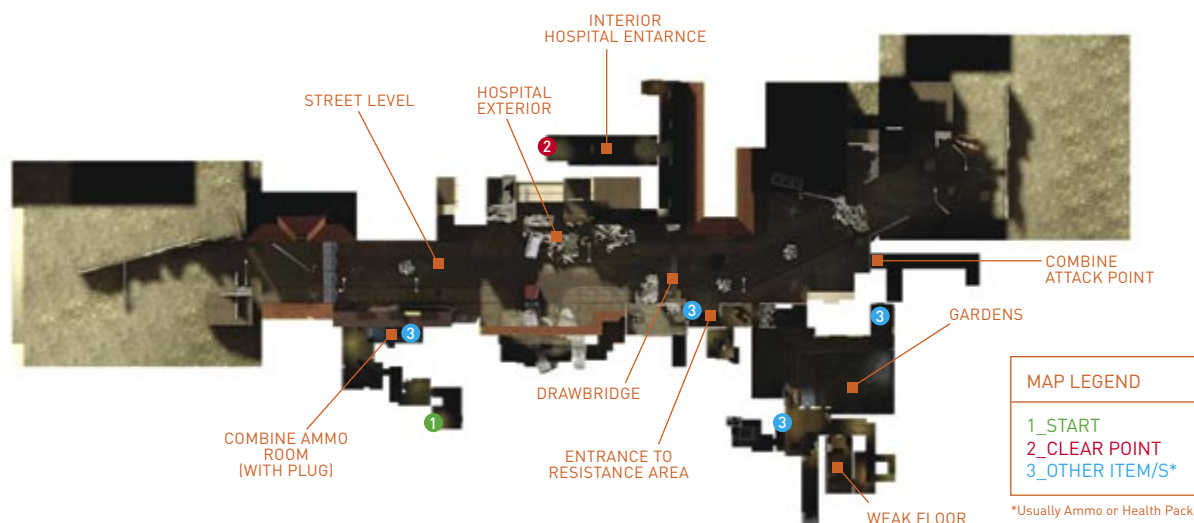 INTERIOR
HOSPITAL ENTARNCE
HOSPITAL
EXTERIOR
STREET LEVEL
2
COMBINE
ATTACK POINT
GARDENS
3
3
3
DRAWBRIDGE
1
3
COMBINE AMMO
ROOM
(WITH PLUG)
ENTRANCE TO
RESISTANCE AREA
WEAK FLOOR
MAP LEGEND
1_START
2_CLEAR POINT
3_OTHER ITEM/S*
*Usually Ammo or Health Pack